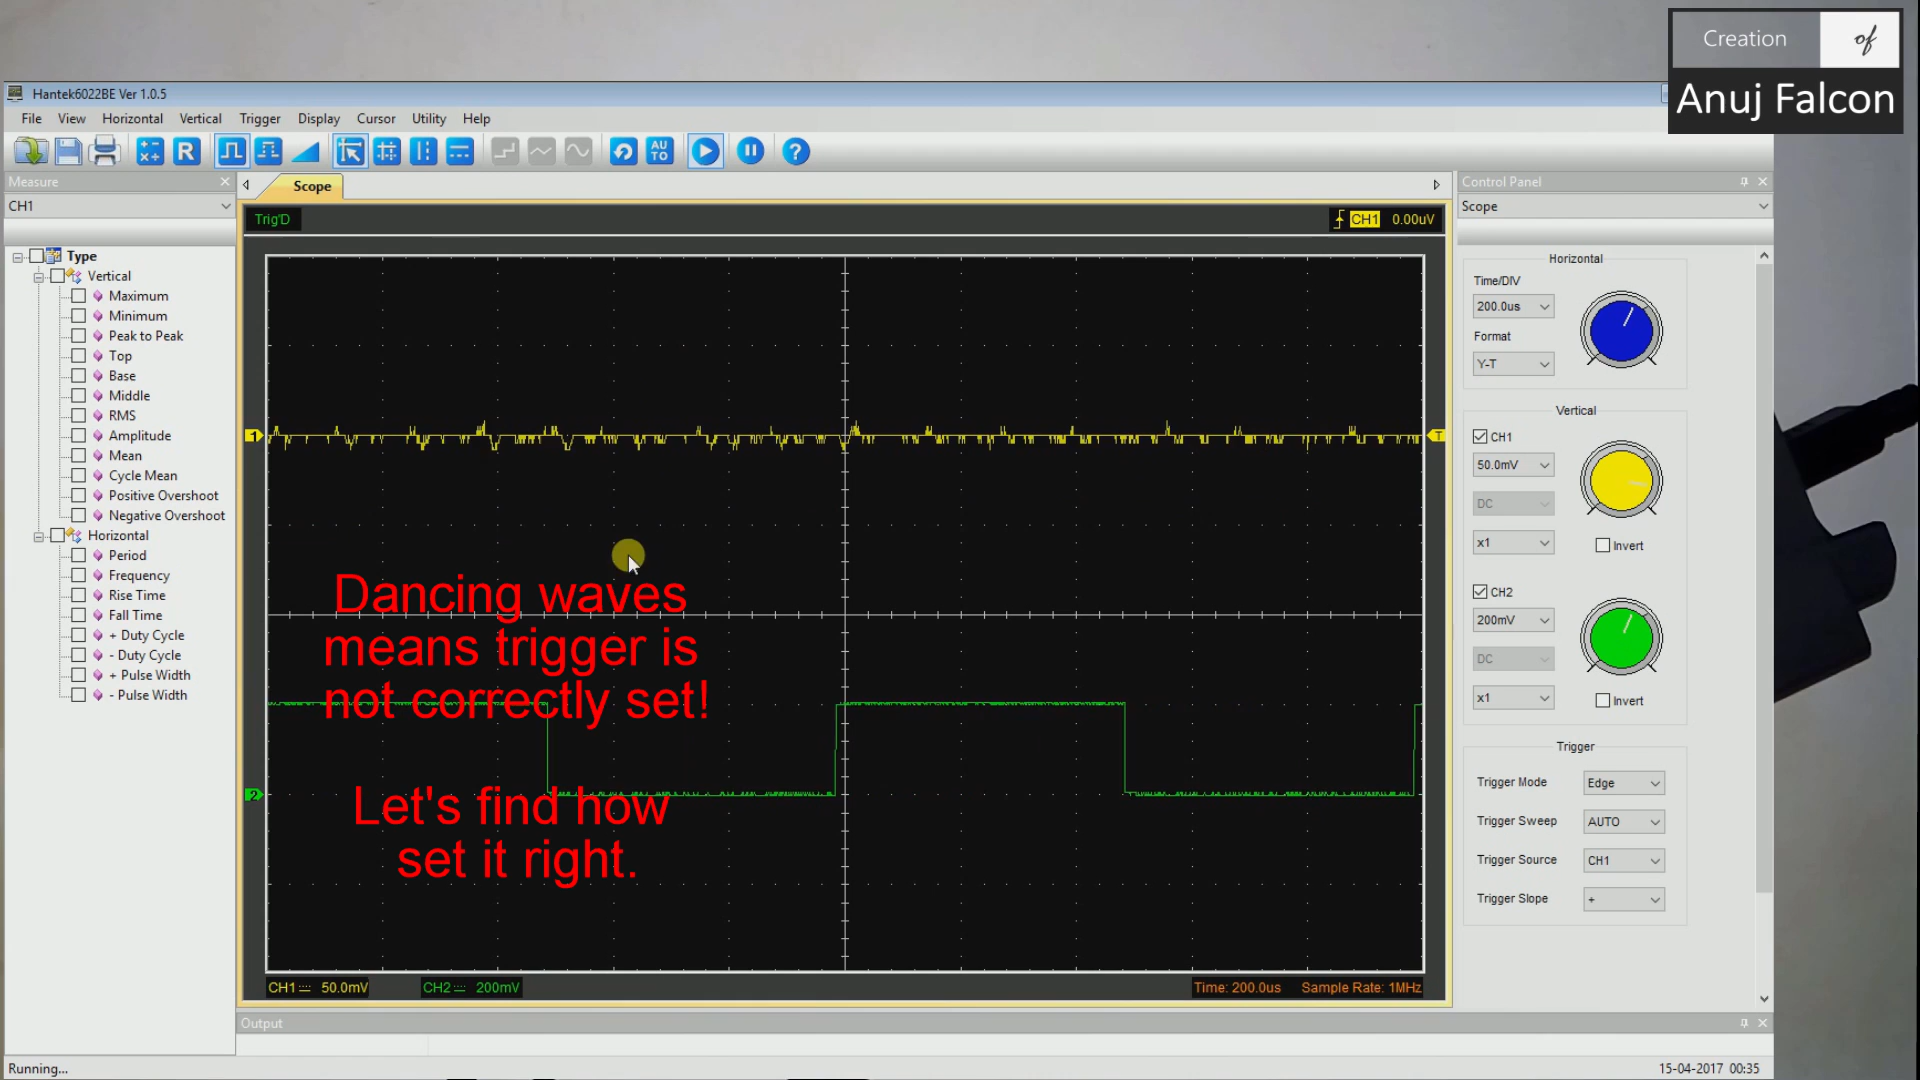 Creation of
Anuj Falcon
Hantek6022BE Ver 1.0.5
File View Horizontal Vertical Trigger Display Cursor Utility Help
R
AU
TO
?
Measure
CH1
Type
Vertical
Maximum
Minimum
Peak to Peak
Top
Base
Middle
RMS
Amplitude
Mean
Cycle Mean
Positive Overshoot
Negative Overshoot
Horizontal
Period
Frequency
Rise Time
Fall Time
+ Duty Cycle
- Duty Cycle
+ Pulse Width
- Pulse Width
Scope
Trig'D
CH1 0.00uV
1
T
2
Dancing waves
means trigger is
not correctly set!
Let's find how
set it right.
CH1 50.0mV CH2 200mV Time: 200.0us Sample Rate: 1MHz
Output
Control Panel
Scope
Horizontal
Time/DIV
200.0us
Format
Y-T
Vertical
CH1
50.0mV
DC
x1
Invert
CH2
200mV
DC
x1
Invert
Trigger
Trigger Mode Edge
Trigger Sweep AUTO
Trigger Source CH1
Trigger Slope +
Running...
15-04-2017 00:35